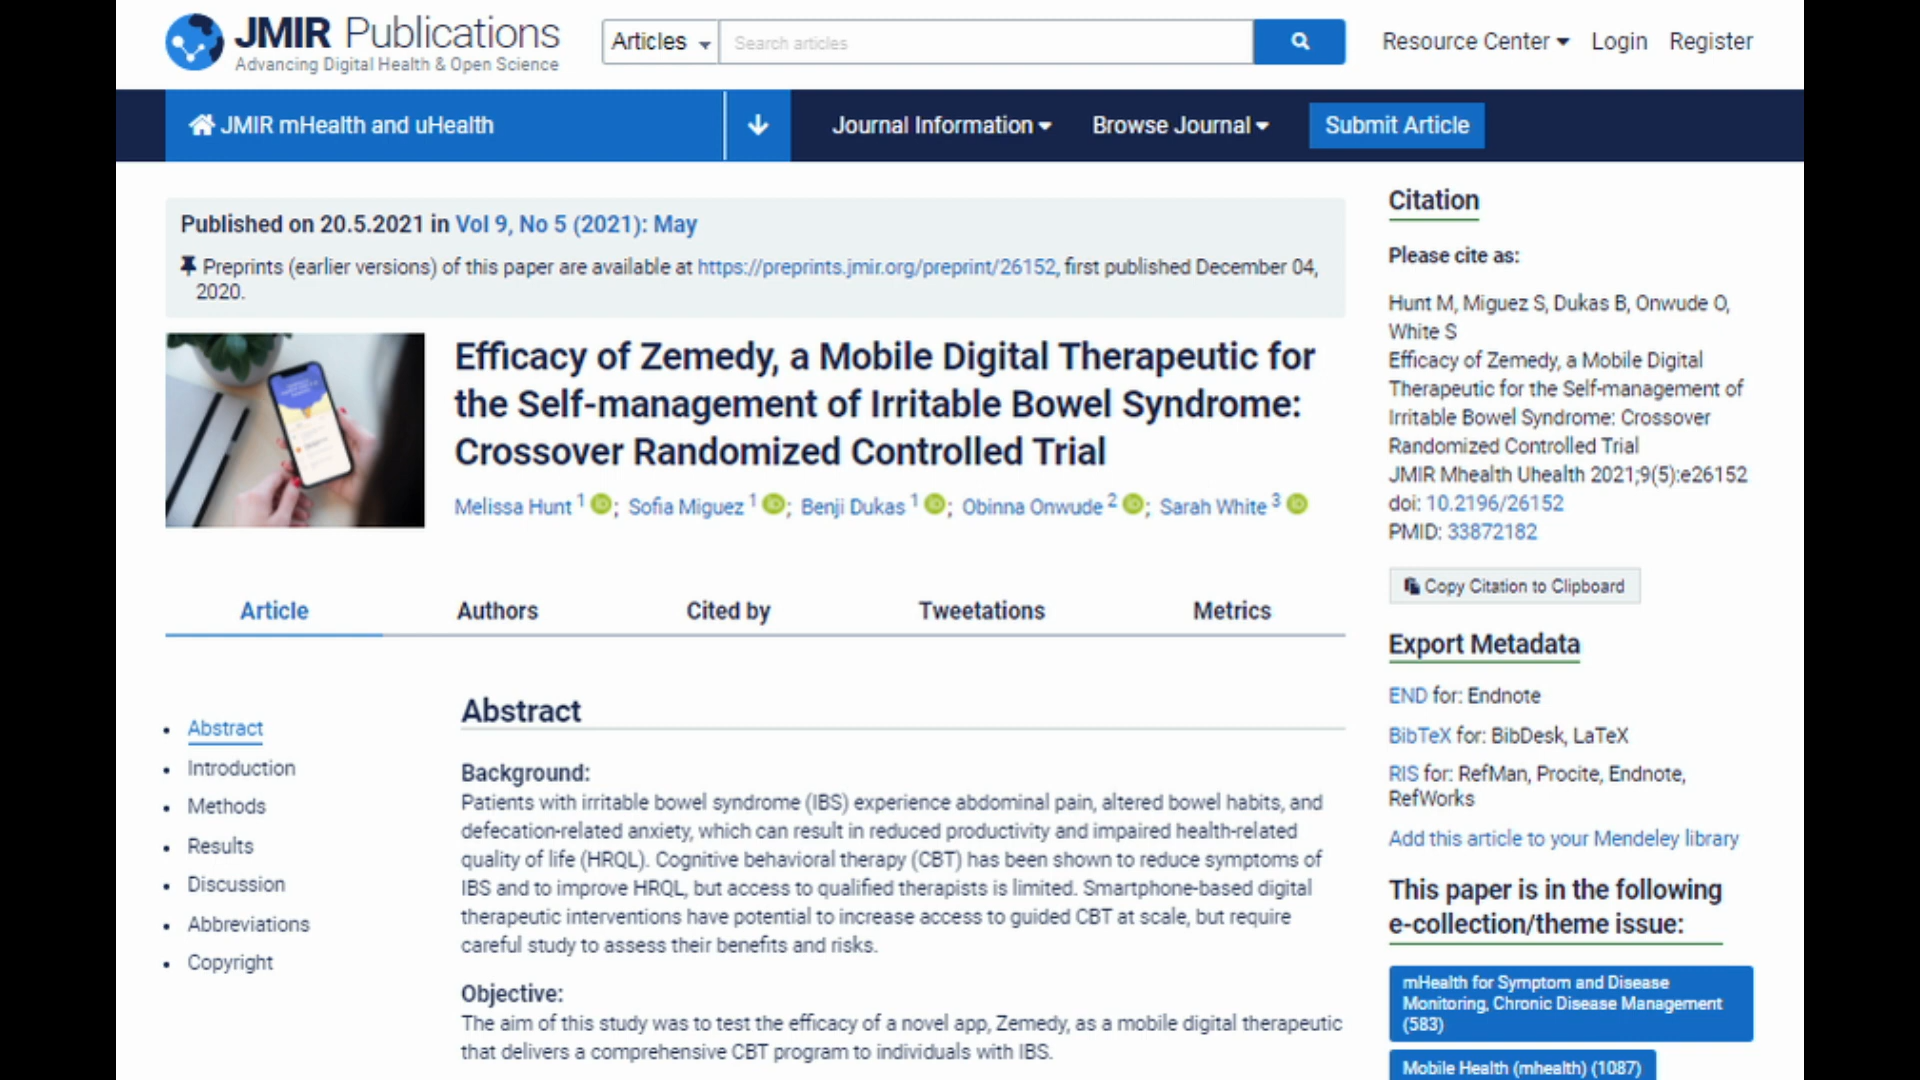 JMIR Publications
Advancing Digital Health & Open Science
Articles
Search articles
Resource Center
Login
Register
JMIR mHealth and uHealth
Journal Information
Browse Journal
Submit Article
Published on 20.5.2021 in Vol 9, No 5 (2021): May
Preprints (earlier versions) of this paper are available at https://preprints.jmir.org/preprint/26152, first published December 04,
2020.
Efficacy of Zemedy, a Mobile Digital Therapeutic for
the Self-management of Irritable Bowel Syndrome:
Crossover Randomized Controlled Trial
Melissa Hunt 1 iD; Sofia Miguez 1 iD; Benji Dukas 1 iD; Obinna Onwude 2 iD; Sarah White 3 iD
Article
Authors
Cited by
Tweetations
Metrics
Abstract
Introduction
Methods
Results
Discussion
Abbreviations
Copyright
Abstract
Background:
Patients with irritable bowel syndrome (IBS) experience abdominal pain, altered bowel habits, and
defecation-related anxiety, which can result in reduced productivity and impaired health-related
quality of life (HRQL). Cognitive behavioral therapy (CBT) has been shown to reduce symptoms of
IBS and to improve HRQL, but access to qualified therapists is limited. Smartphone-based digital
therapeutic interventions have potential to increase access to guided CBT at scale, but require
careful study to assess their benefits and risks.
Objective:
The aim of this study was to test the efficacy of a novel app, Zemedy, as a mobile digital therapeutic
that delivers a comprehensive CBT program to individuals with IBS.
Citation
Please cite as:
Hunt M, Miguez S, Dukas B, Onwude O,
White S
Efficacy of Zemedy, a Mobile Digital
Therapeutic for the Self-management of
Irritable Bowel Syndrome: Crossover
Randomized Controlled Trial
JMIR Mhealth Uhealth 2021;9(5):e26152
doi: 10.2196/26152
PMID: 33872182
Copy Citation to Clipboard
Export Metadata
END for: Endnote
BibTeX for: BibDesk, LaTeX
RIS for: RefMan, Procite, Endnote,
RefWorks
Add this article to your Mendeley library
This paper is in the following
e-collection/theme issue:
mHealth for Symptom and Disease
Monitoring, Chronic Disease Management
(583)
Mobile Health (mhealth) (1087)